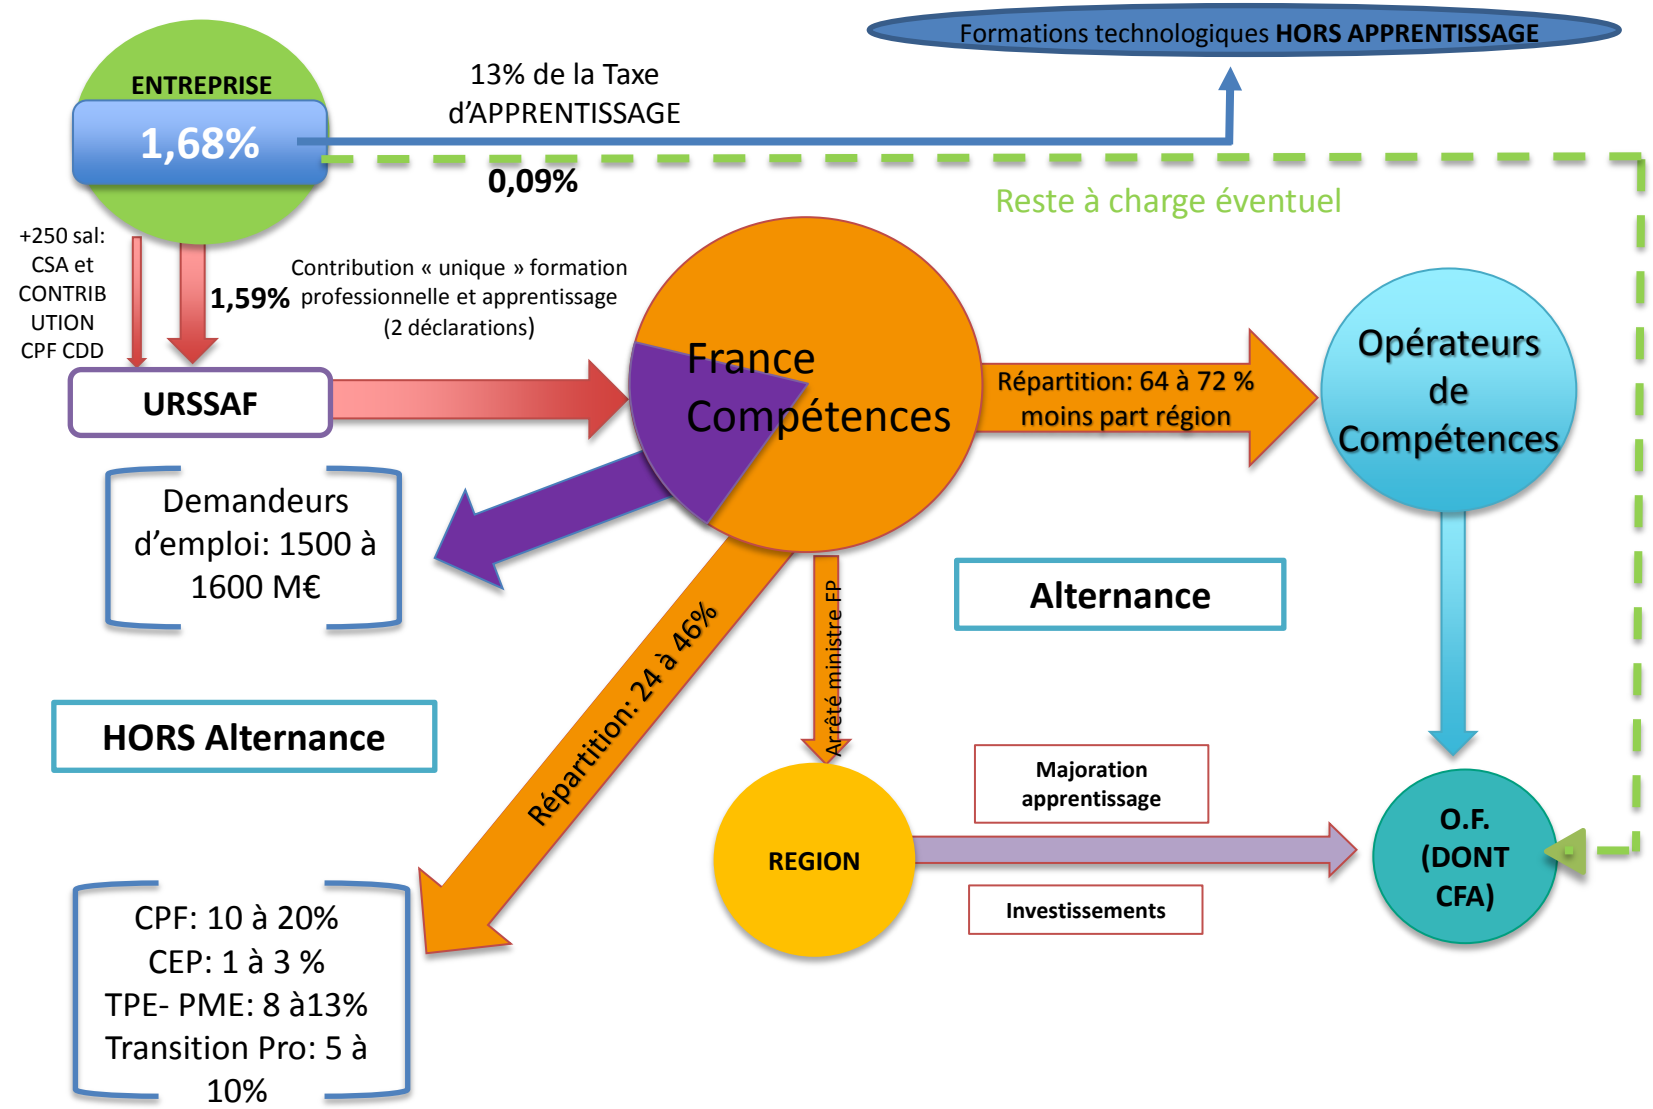 Formations technologiques HORS APPRENTISSAGE
ENTREPRISE
1,68%
13% de la Taxe
d’APPRENTISSAGE
0,09%
Reste à charge éventuel
+250 sal:
CSA et
CONTRIB
UTION
CPF CDD
1,59%
Contribution « unique » formation
professionnelle et apprentissage
(2 déclarations)
URSSAF
France
Compétences
Répartition: 64 à 72 %
moins part région
Opérateurs
de
Compétences
Demandeurs
d’emploi: 1500 à
1600 M€
Alternance
Arrêté ministre FP
Répartition: 24 à 46%
HORS Alternance
Majoration
apprentissage
REGION
Investissements
O.F.
(DONT
CFA)
CPF: 10 à 20%
CEP: 1 à 3 %
TPE- PME: 8 à13%
Transition Pro: 5 à
10%